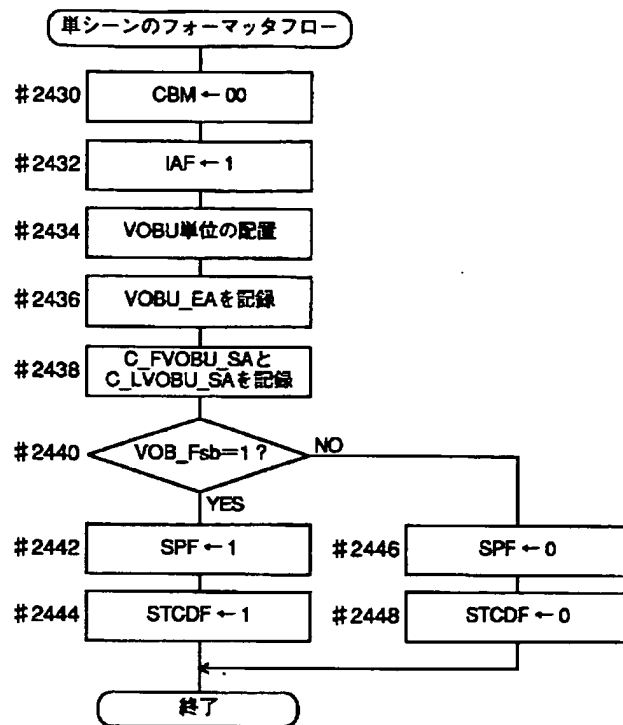 単シーンのフォーマッタフロー
#2430 CBM ← 00
#2432 IAF ← 1
#2434 VOBU単位の配置
#2436 VOBU_EAを記録
#2438 C_FVOBU_SAと
C_LVOBU_SAを記録
#2440 VOB_Fsb=1? NO
YES
#2442 SPF ← 1 #2446 SPF ← 0
#2444 STCDF ← 1 #2448 STCDF ← 0
終了